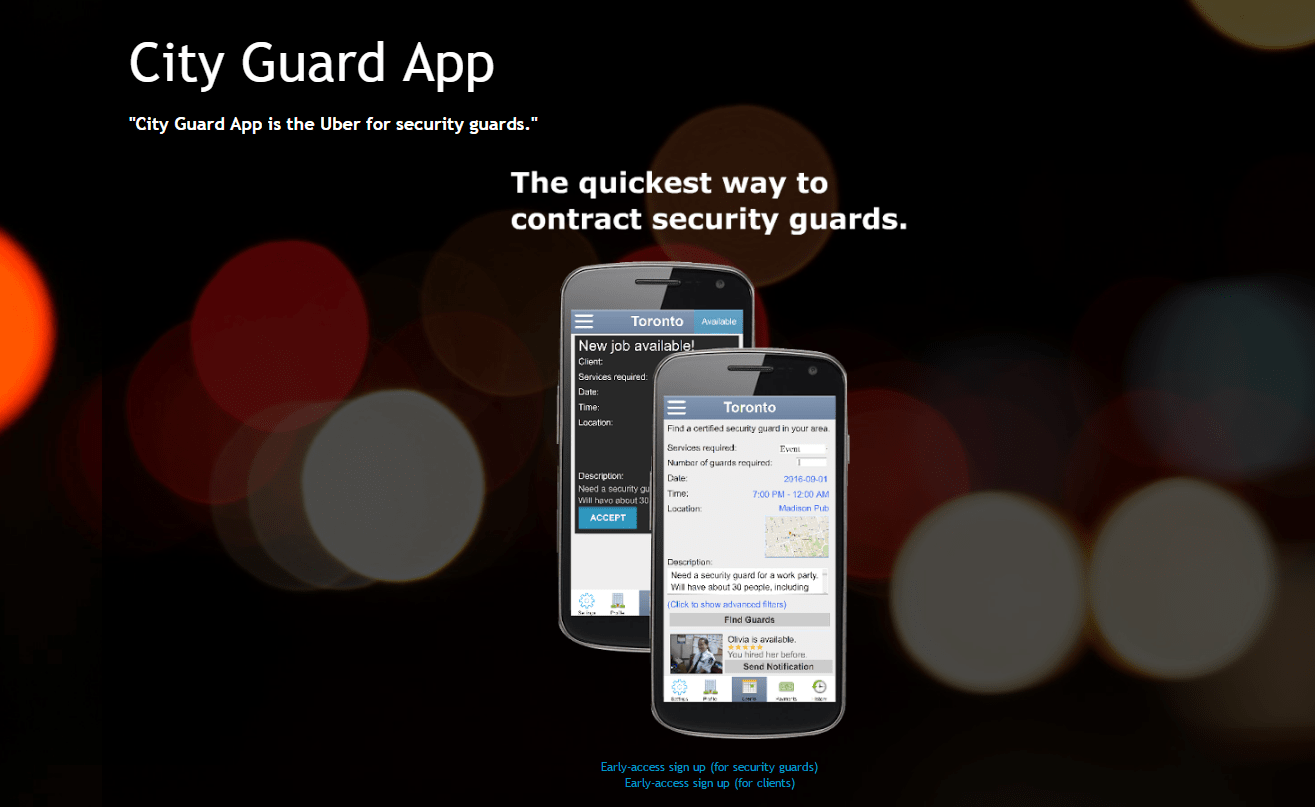 City Guard App
"City Guard App is the Uber for security guards."
The quickest way to
contract security guards.
Toronto
Available
New job available!
Client:
Services required:
Date:
Time:
Location:
Description:
Need a security gu
Will have about 30
ACCEPT
Settings
Profile
Toronto
Find a certified security guard in your area.
Services required: Event
Number of guards required: 1
Date: 2016-09-01
Time: 7:00 PM - 12:00 AM
Location: Madison Pub
Description:
Need a security guard for a work party.
Will have about 30 people, including
(Click to show advanced filters)
Find Guards
Olivia is available.
You hired her before.
Send Notification
Settings
Profile
Events
Payments
Early-access sign up (for security guards)
Early-access sign up (for clients)